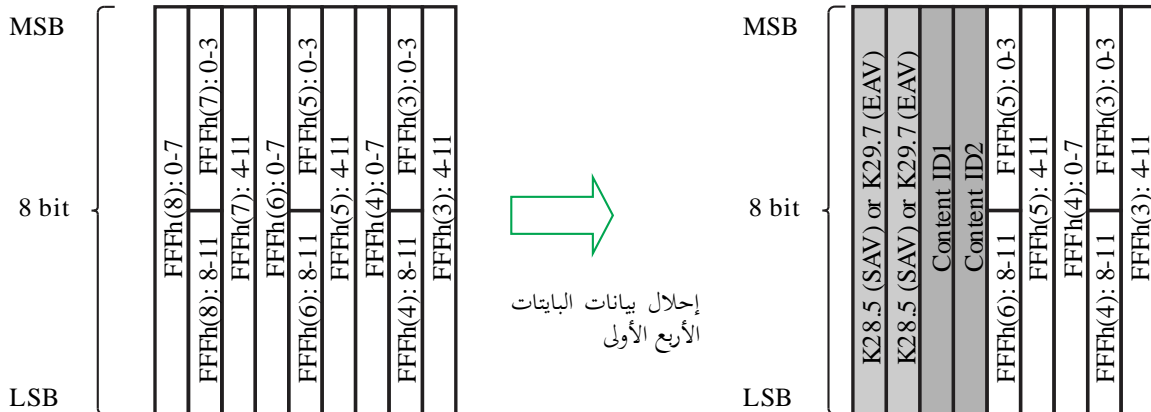 MSB
8 bit
LSB
FFFh(8): 0-7
FFFh(7): 0-3
FFFh(8): 8-11
FFFh(7): 4-11
FFFh(6): 0-7
FFFh(5): 0-3
FFFh(6): 8-11
FFFh(5): 4-11
FFFh(4): 0-7
FFFh(3): 0-3
FFFh(4): 8-11
FFFh(3): 4-11
إحلال بيانات البايتات
الأربع الأولى
MSB
8 bit
LSB
K28.5 (SAV) or K29.7 (EAV)
K28.5 (SAV) or K29.7 (EAV)
Content ID1
Content ID2
FFFh(5): 0-3
FFFh(6): 8-11
FFFh(5): 4-11
FFFh(4): 0-7
FFFh(3): 0-3
FFFh(4): 8-11
FFFh(3): 4-11